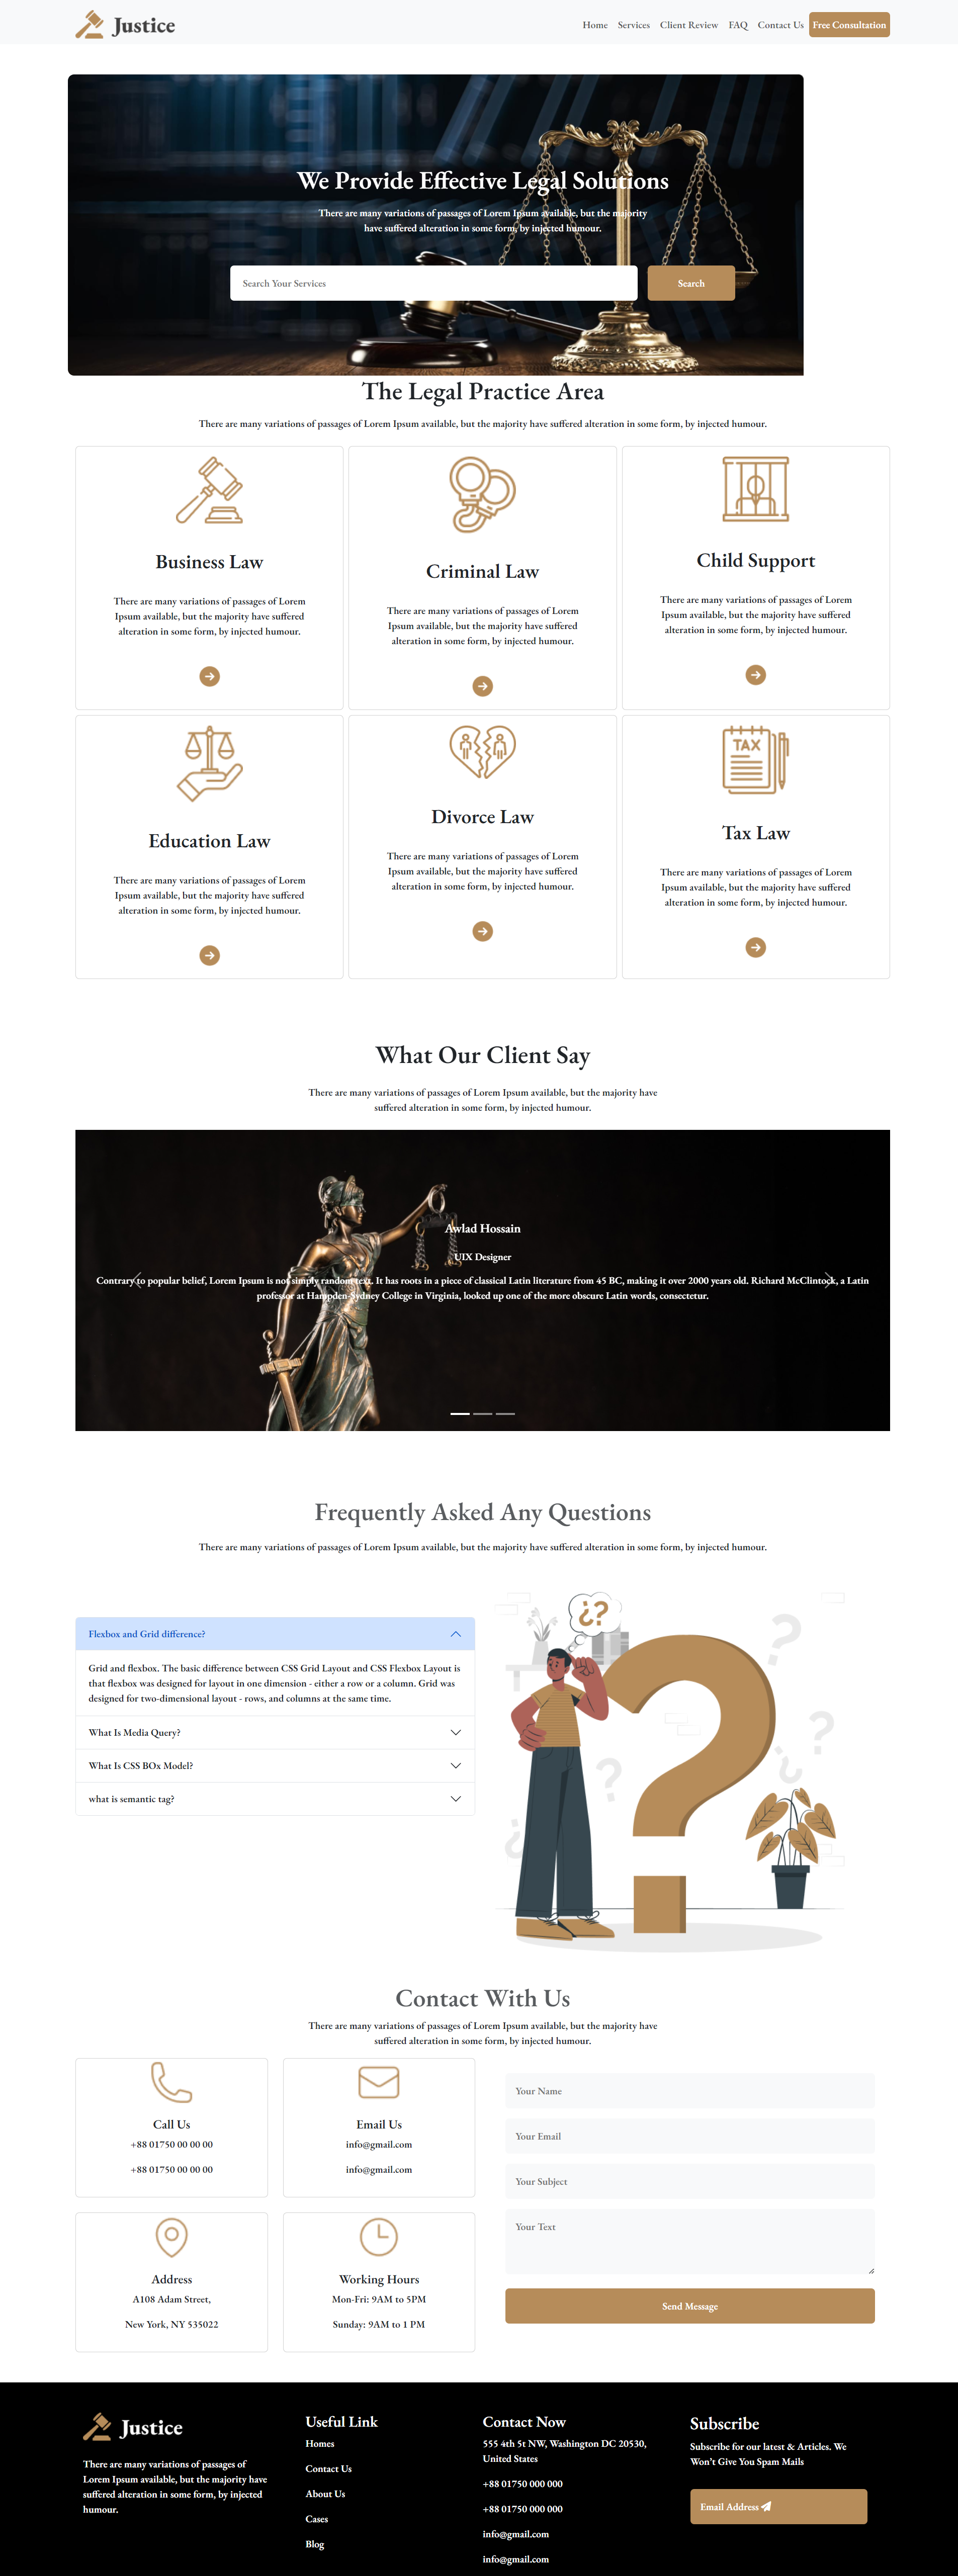 Justice
Home Services Client Review FAQ Contact Us Free Consultation
We Provide Effective Legal Solutions
There are many variations of passages of Lorem Ipsum available, but the majority
have suffered alteration in some form, by injected humour.
Search Your Services Search
The Legal Practice Area
There are many variations of passages of Lorem Ipsum available, but the majority have suffered alteration in some form, by injected humour.
Business Law
There are many variations of passages of Lorem
Ipsum available, but the majority have suffered
alteration in some form, by injected humour.
Criminal Law
There are many variations of passages of Lorem
Ipsum available, but the majority have suffered
alteration in some form, by injected humour.
Child Support
There are many variations of passages of Lorem
Ipsum available, but the majority have suffered
alteration in some form, by injected humour.
Education Law
There are many variations of passages of Lorem
Ipsum available, but the majority have suffered
alteration in some form, by injected humour.
Divorce Law
There are many variations of passages of Lorem
Ipsum available, but the majority have suffered
alteration in some form, by injected humour.
TAX
Tax Law
There are many variations of passages of Lorem
Ipsum available, but the majority have suffered
alteration in some form, by injected humour.
What Our Client Say
There are many variations of passages of Lorem Ipsum available, but the majority have
suffered alteration in some form, by injected humour.
Awlad Hossain
UIX Designer
Contrary to popular belief, Lorem Ipsum is not simply random text. It has roots in a piece of classical Latin literature from 45 BC, making it over 2000 years old. Richard McClintock, a Latin
professor at Hampden-Sydney College in Virginia, looked up one of the more obscure Latin words, consectetur.
Frequently Asked Any Questions
There are many variations of passages of Lorem Ipsum available, but the majority have suffered alteration in some form, by injected humour.
Flexbox and Grid difference?
Grid and flexbox. The basic difference between CSS Grid Layout and CSS Flexbox Layout is
that flexbox was designed for layout in one dimension - either a row or a column. Grid was
designed for two-dimensional layout - rows, and columns at the same time.
What Is Media Query?
What Is CSS BOx Model?
what is semantic tag?
¿?
Contact With Us
There are many variations of passages of Lorem Ipsum available, but the majority have
suffered alteration in some form, by injected humour.
Call Us
+88 01750 00 00 00
+88 01750 00 00 00
Email Us
info@gmail.com
info@gmail.com
Address
A108 Adam Street,
New York, NY 535022
Working Hours
Mon-Fri: 9AM to 5PM
Sunday: 9AM to 1 PM
Your Name
Your Email
Your Subject
Your Text
Send Message
Justice
There are many variations of passages of
Lorem Ipsum available, but the majority have
suffered alteration in some form, by injected
humour.
Useful Link
Homes
Contact Us
About Us
Cases
Blog
Contact Now
555 4th 5t NW, Washington DC 20530,
United States
+88 01750 000 000
+88 01750 000 000
info@gmail.com
info@gmail.com
Subscribe
Subscribe for our latest & Articles. We
Won't Give You Spam Mails
Email Address